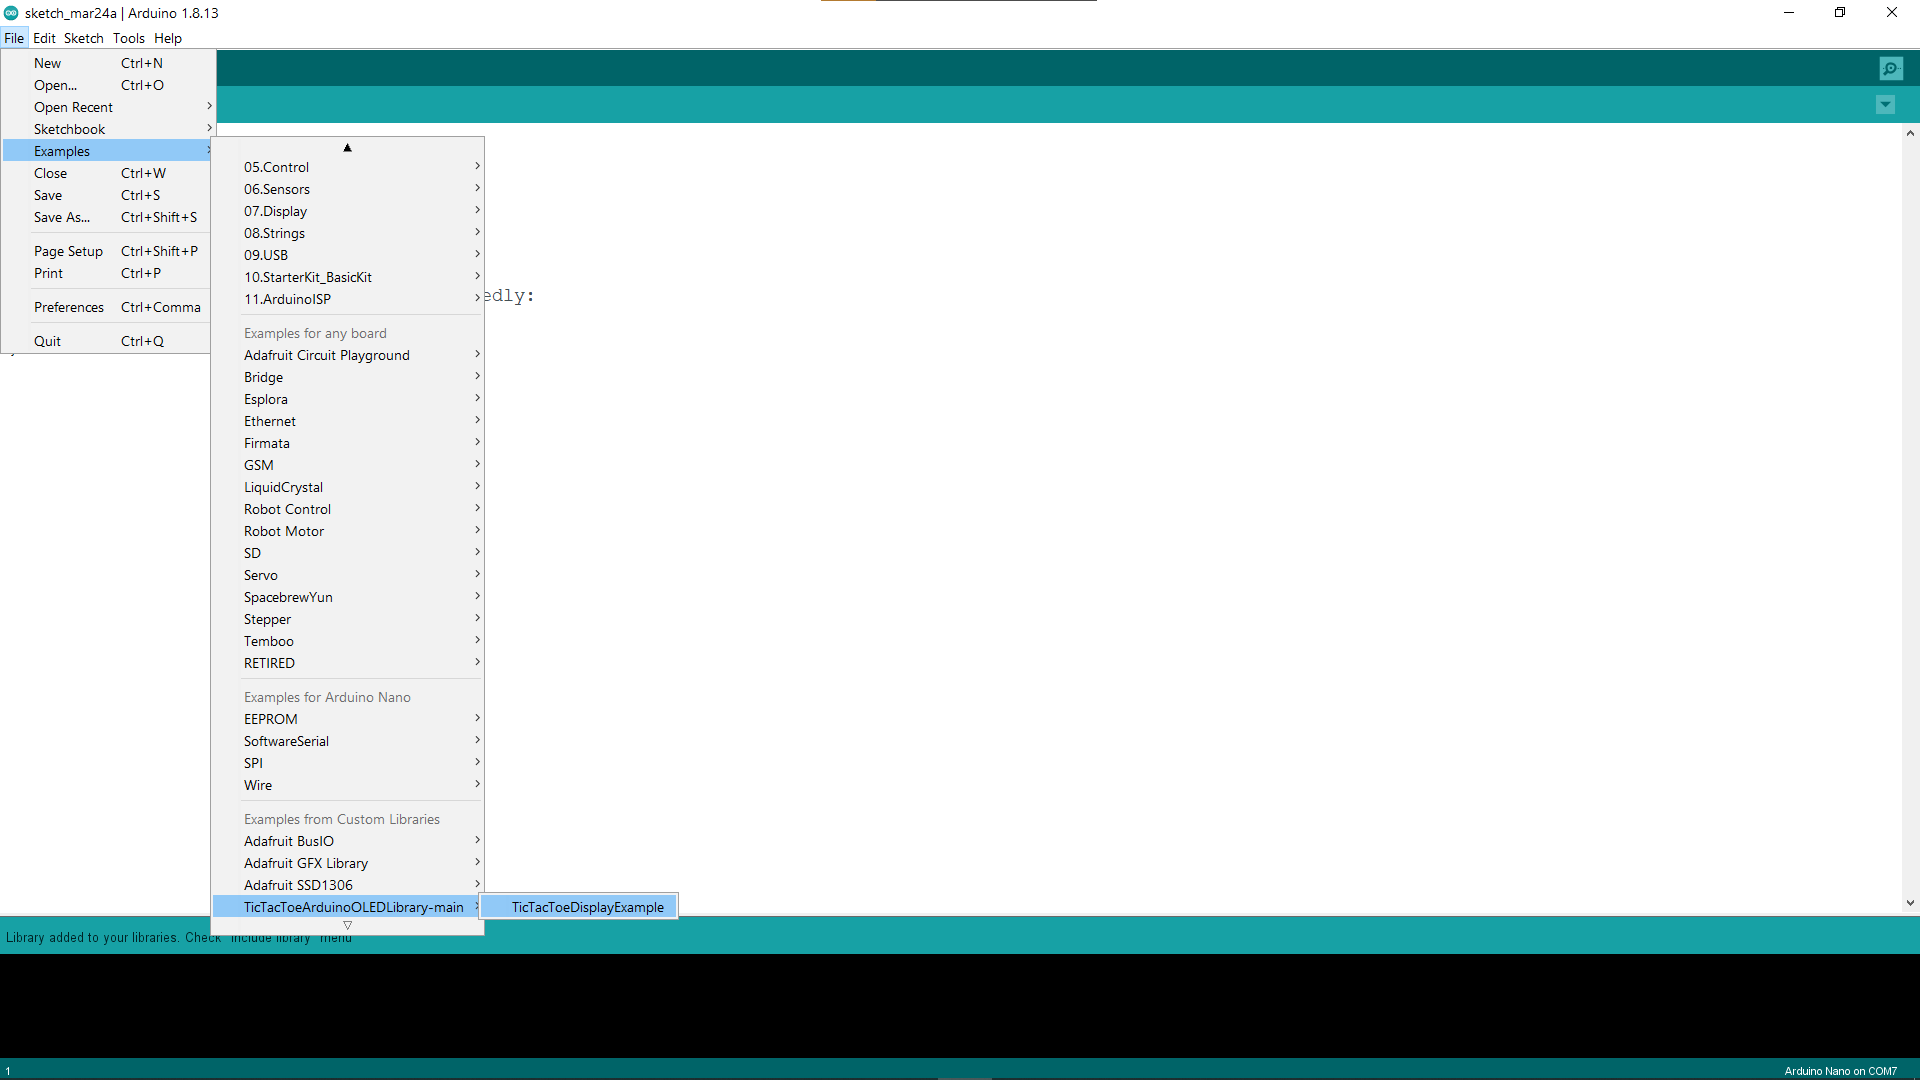 sketch_mar24a | Arduino 1.8.13
File Edit Sketch Tools Help
New Ctrl+N
Open... Ctrl+O
Open Recent
Sketchbook
Examples
Close Ctrl+W
Save Ctrl+S
Save As... Ctrl+Shift+S
Page Setup Ctrl+Shift+P
Print Ctrl+P
Preferences Ctrl+Comma
Quit Ctrl+Q
05.Control
06.Sensors
07.Display
08.Strings
09.USB
10.StarterKit_BasicKit
11.ArduinoISP
edly:
Examples for any board
Adafruit Circuit Playground
Bridge
Esplora
Ethernet
Firmata
GSM
LiquidCrystal
Robot Control
Robot Motor
SD
Servo
SpacebrewYun
Stepper
Temboo
RETIRED
Examples for Arduino Nano
EEPROM
SoftwareSerial
SPI
Wire
Examples from Custom Libraries
Adafruit BusIO
Adafruit GFX Library
Adafruit SSD1306
TicTacToeArduinoOLEDLibrary-main
TicTacToeDisplayExample
Library added to your libraries. Check "Include library" menu
1
Arduino Nano on COM7